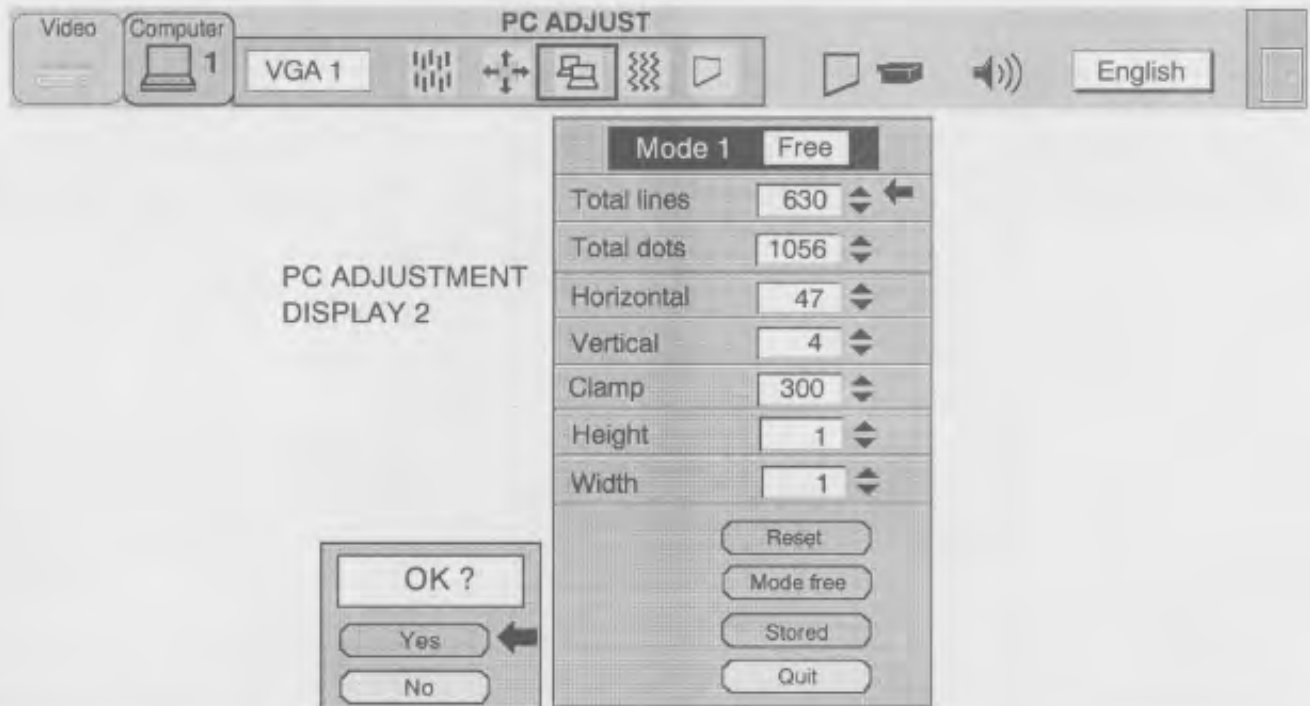 PC ADJUST
Video
Computer
1
VGA 1
English
Mode 1 Free
Total lines 630
Total dots 1056
Horizontal 47
Vertical 4
Clamp 300
Height 1
Width 1
Reset
Mode free
Stored
Quit
PC ADJUSTMENT
DISPLAY 2
OK ?
Yes
No